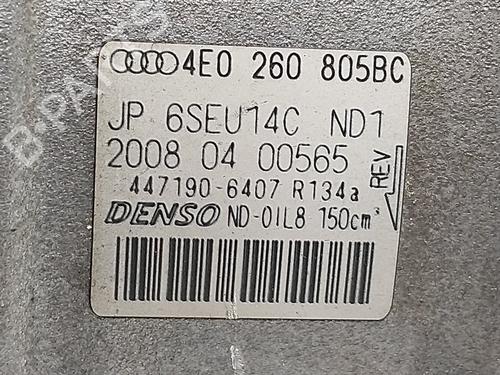 4E0 260 805BC
JP 6SEU14C ND1
2008 04 00565
REV
447190-6407 R134a
DENSO ND-OIL8 150cm³